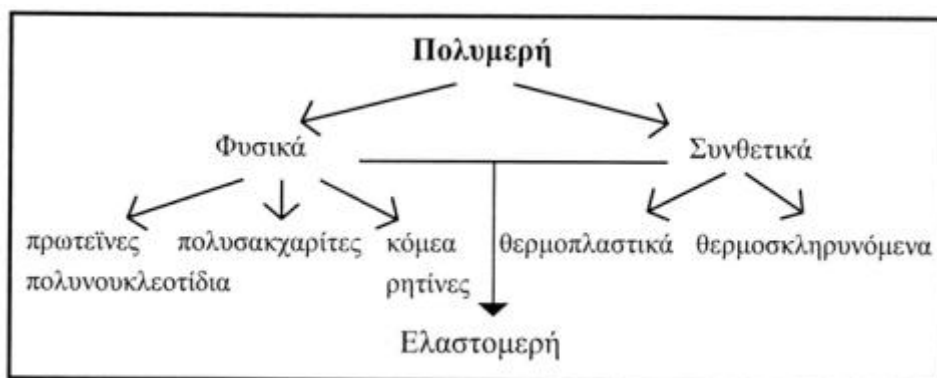 Πολυμερή
Φυσικά Συνθετικά
πρωτεΐνες πολυσακχαρίτες κόμεα θερμοπλαστικά θερμοσκληρυνόμενα
πολυνουκλεοτίδια ρητίνες
Ελαστομερή